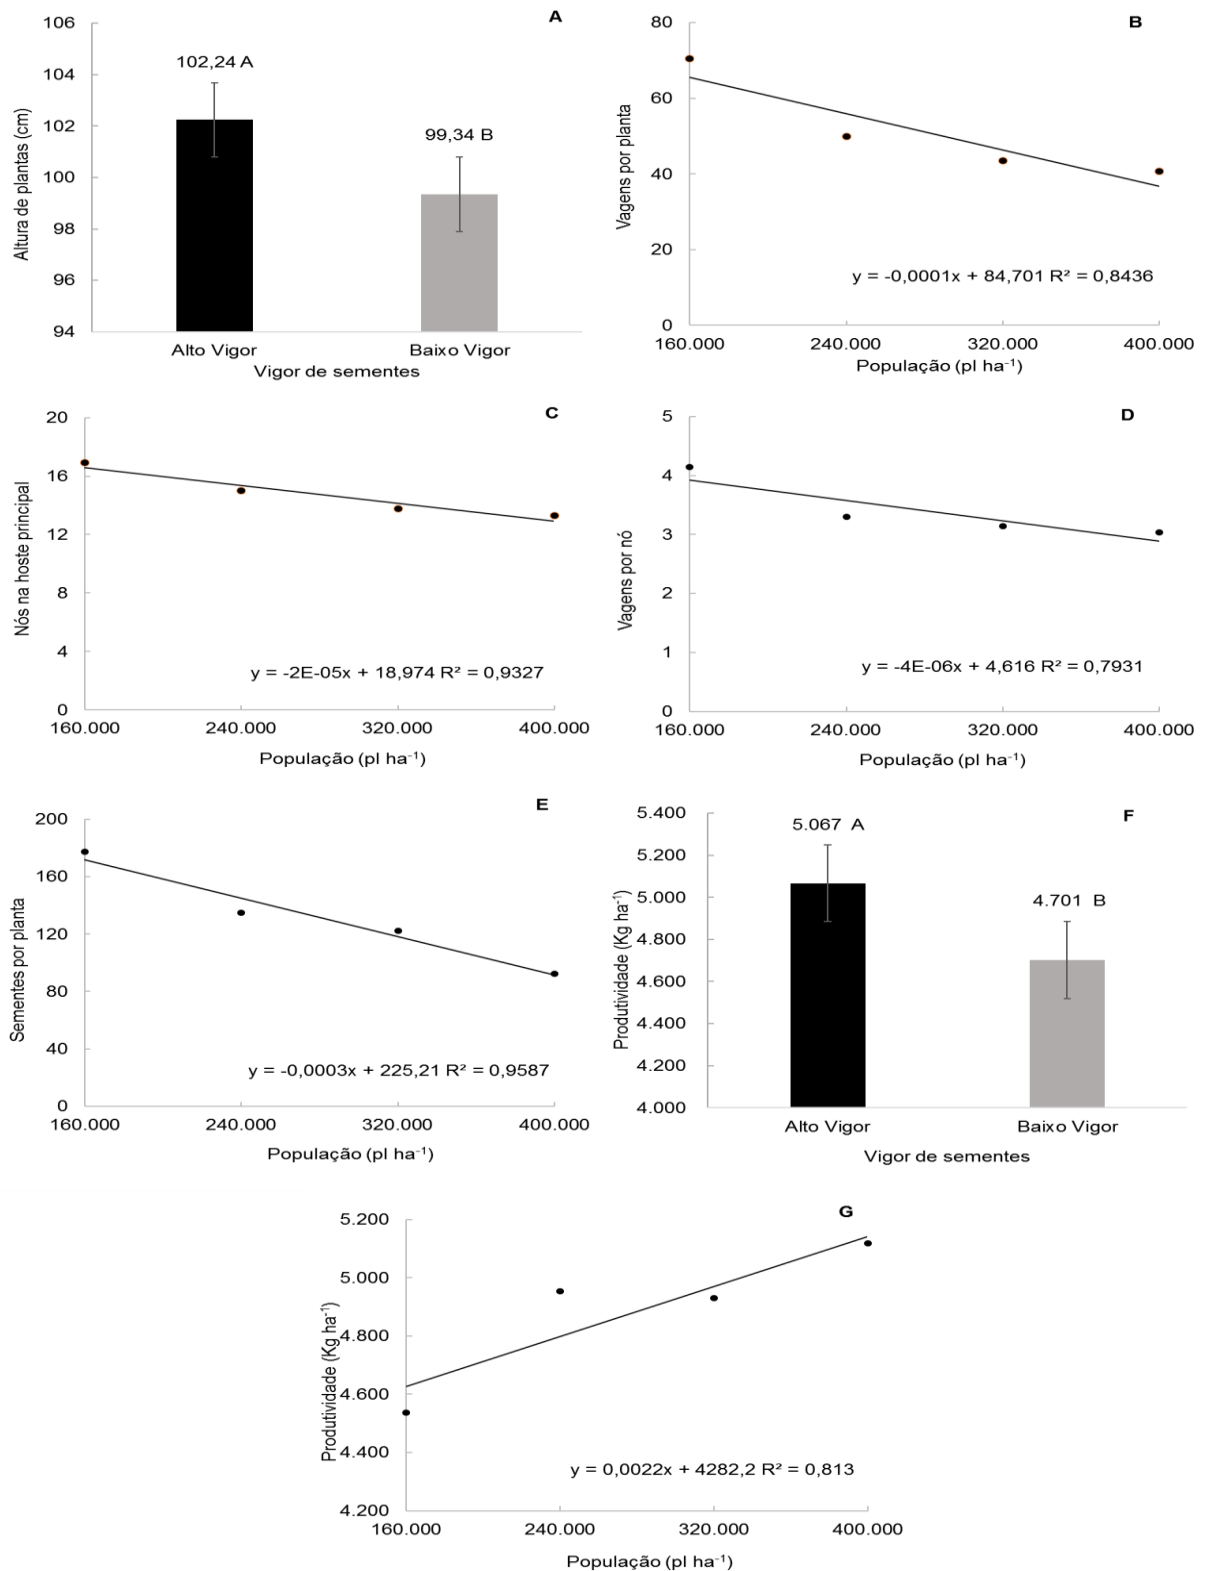 A
106
104
102
100
98
96
94
Altura de plantas (cm)
102,24 A
99,34 B
Alto Vigor
Baixo Vigor
Vigor de sementes
B
80
60
40
20
0
Vagens por planta
y = -0,0001x + 84,701 R² = 0,8436
160.000
240.000
320.000
400.000
População (pl ha⁻¹)
C
20
16
12
8
4
0
Nós na hoste principal
y = -2E-05x + 18,974 R² = 0,9327
160.000
240.000
320.000
400.000
População (pl ha⁻¹)
D
5
4
3
2
1
0
Vagens por nó
y = -4E-06x + 4,616 R² = 0,7931
160.000
240.000
320.000
400.000
População (pl ha⁻¹)
E
200
160
120
80
40
0
Sementes por planta
y = -0,0003x + 225,21 R² = 0,9587
160.000
240.000
320.000
400.000
População (pl ha⁻¹)
F
5.400
5.200
5.000
4.800
4.600
4.400
4.200
4.000
Produtividade (Kg ha⁻¹)
5.067 A
4.701 B
Alto Vigor
Baixo Vigor
Vigor de sementes
G
5.200
5.000
4.800
4.600
4.400
4.200
Produtividade (Kg ha⁻¹)
y = 0,0022x + 4282,2 R² = 0,813
160.000
240.000
320.000
400.000
População (pl ha⁻¹)